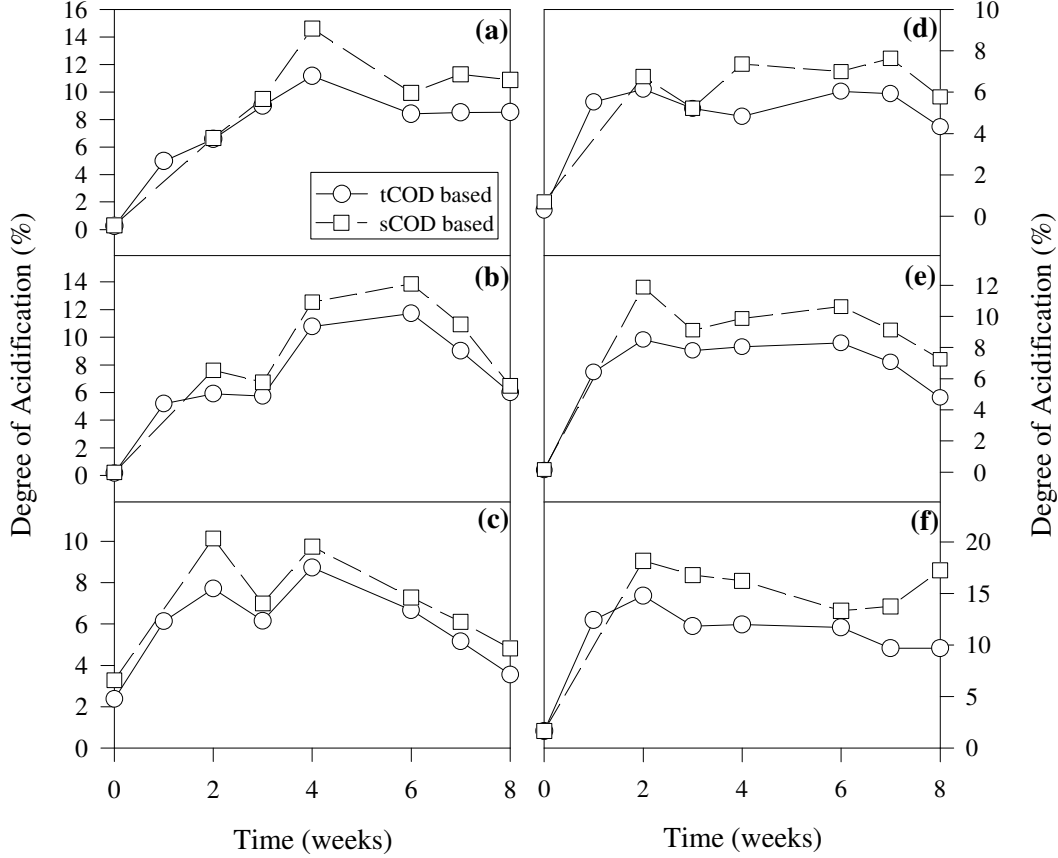 16
14
12
10
8
6
4
2
0
(a)
tCOD based
sCOD based
14
12
10
8
6
4
2
0
(b)
10
8
6
4
2
0
(c)
0 2 4 6 8
Time (weeks)
Degree of Acidification (%)
(d)
10
8
6
4
2
0
(e)
12
10
8
6
4
2
0
(f)
20
15
10
5
0
0 2 4 6 8
Time (weeks)
Degree of Acidification (%)